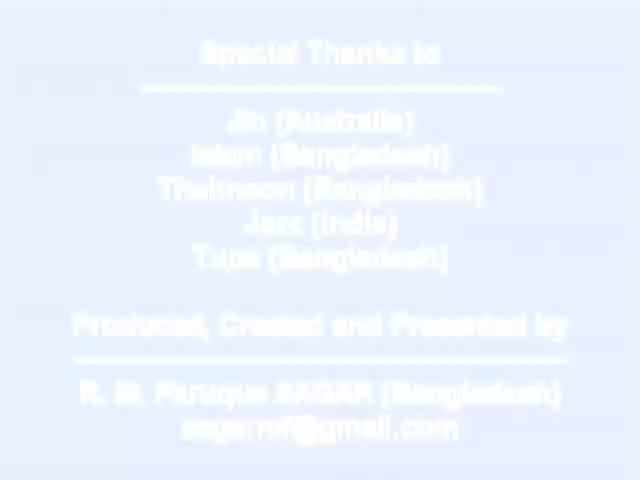 Special Thanks to
Jin (Australia)
Islam (Bangladesh)
(Bangladesh)
(India)
(Bangladesh)
Produced, Created and Presented by
R. M. Faruque SAGAR (Bangladesh)